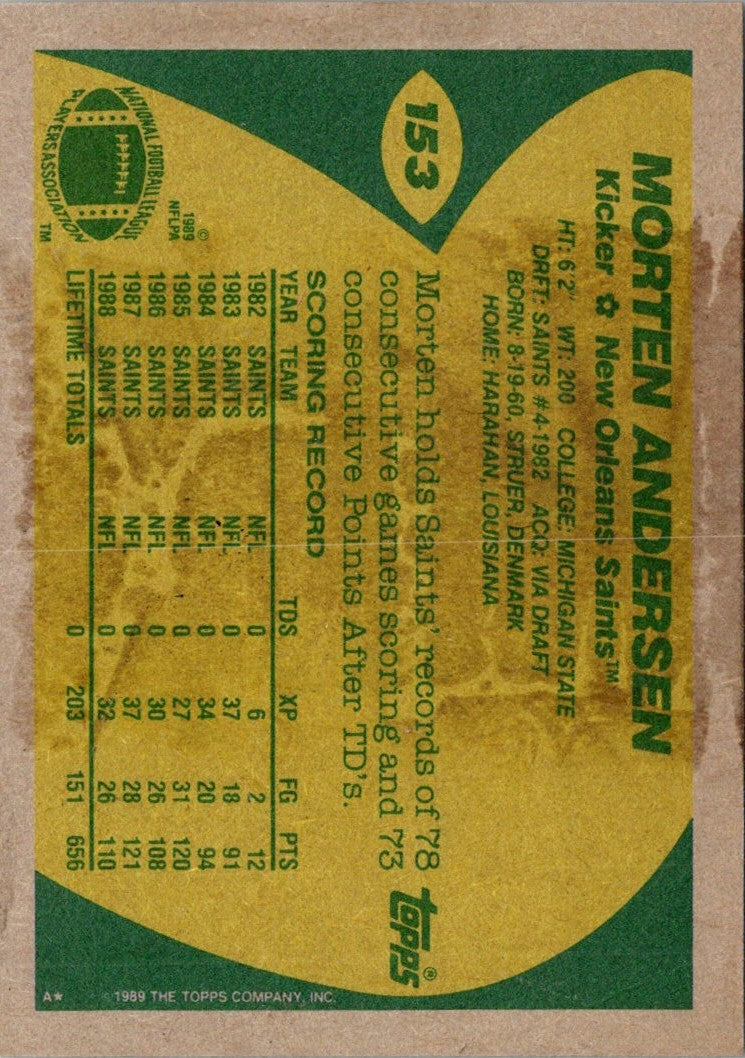 153
MORTEN ANDERSEN
Kicker ✿ New Orleans Saints™
HT: 6'2" WT: 200 COLLEGE: MICHIGAN STATE
DRFT: SAINTS #4-1982 ACQ: VIA DRAFT
BORN: 8-19-60, STRUER, DENMARK
HOME: HARAHAN, LOUISIANA
Morten holds Saints' records of 78
consecutive games scoring and 73
consecutive Points After TD's.
SCORING RECORD
YEAR TEAM TDS XP FG PTS
1982 SAINTS NFL 0 6 2 12
1983 SAINTS NFL 0 37 18 91
1984 SAINTS NFL 0 34 20 94
1985 SAINTS NFL 0 27 31 120
1986 SAINTS NFL 0 30 26 108
1987 SAINTS NFL 0 37 28 121
1988 SAINTS NFL 0 32 26 110
LIFETIME TOTALS 0 203 151 656
NATIONAL FOOTBALL LEAGUE
PLAYERS ASSOCIATION
TM
©
1989
NFLPA
topps®
A★ © 1989 THE TOPPS COMPANY, INC.